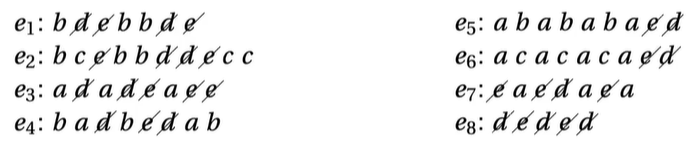 e₁: b d̸ e̸ b b d̸ e̸
e₂: b c e̸ b b d̸ d̸ e̸ c c
e₃: a d̸ a d̸ e̸ a e̸ e̸
e₄: b a d̸ b e̸ d̸ a b
e₅: a b a b a b a e̸ d̸
e₆: a c a c a c a e̸ d̸
e₇: e̸ a e̸ d̸ a e̸ a
e₈: d̸ e̸ d̸ e̸ d̸